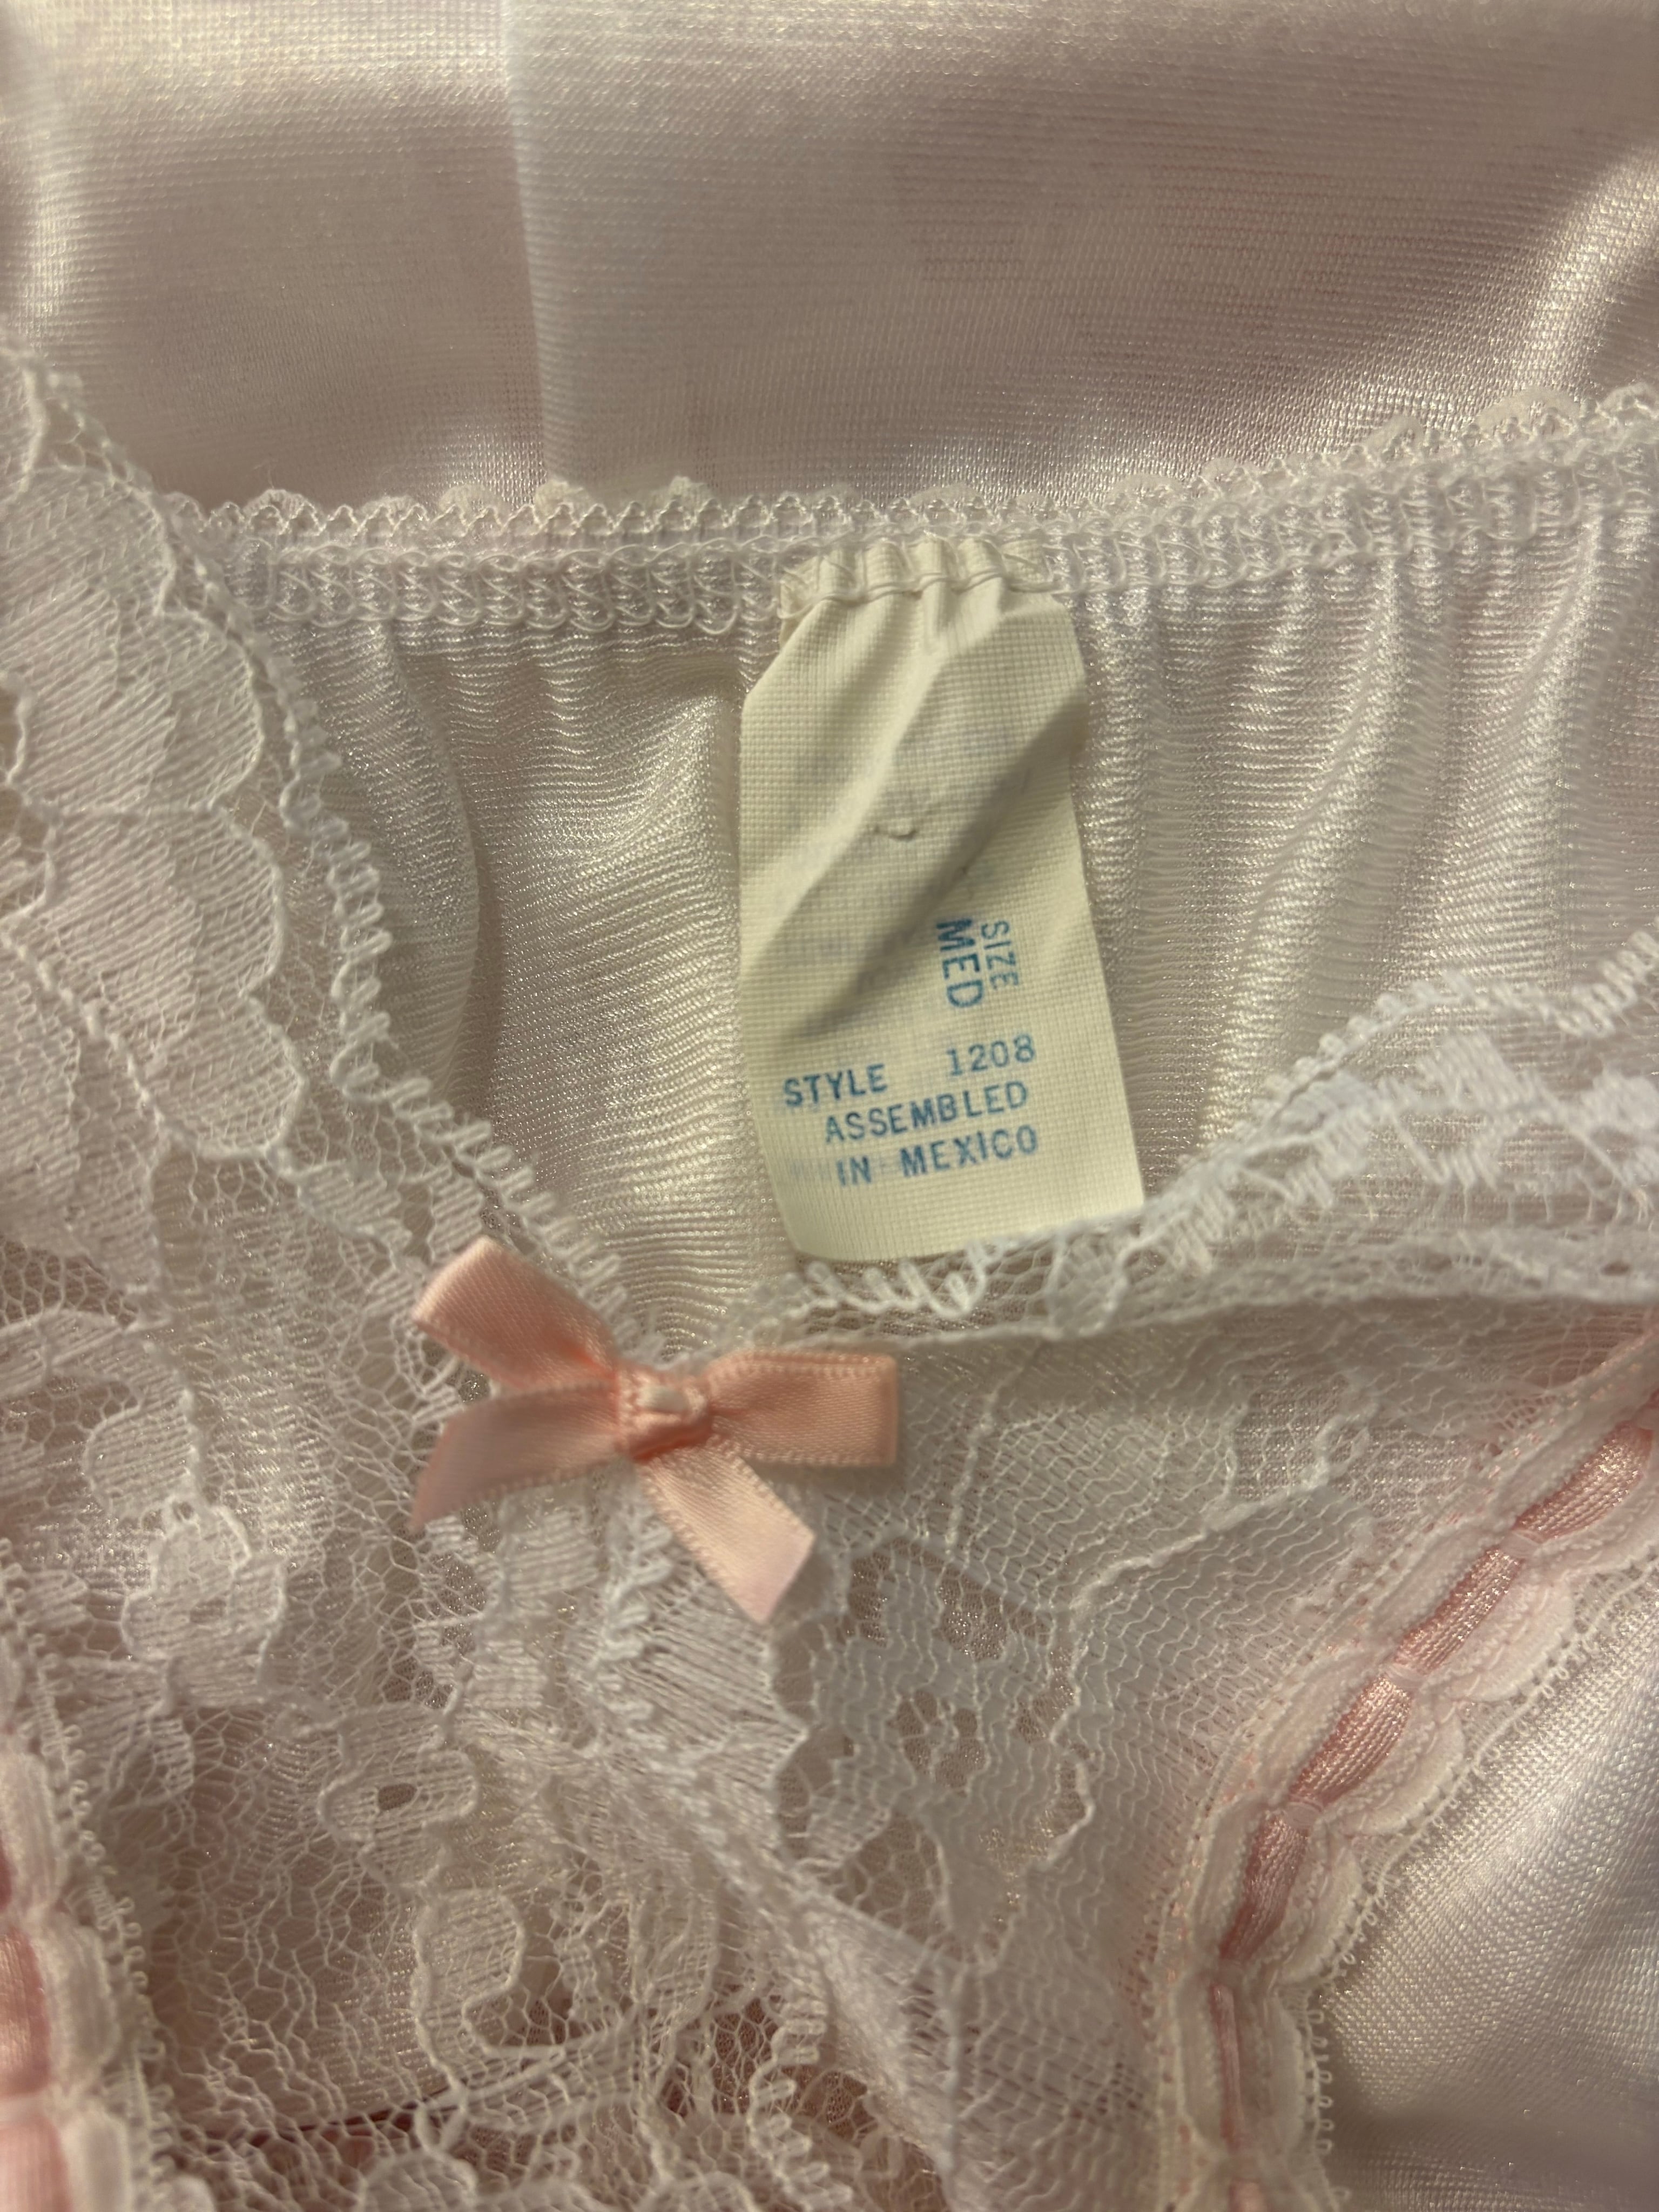 SIZE
MED
STYLE 1208
ASSEMBLED
IN MEXICO